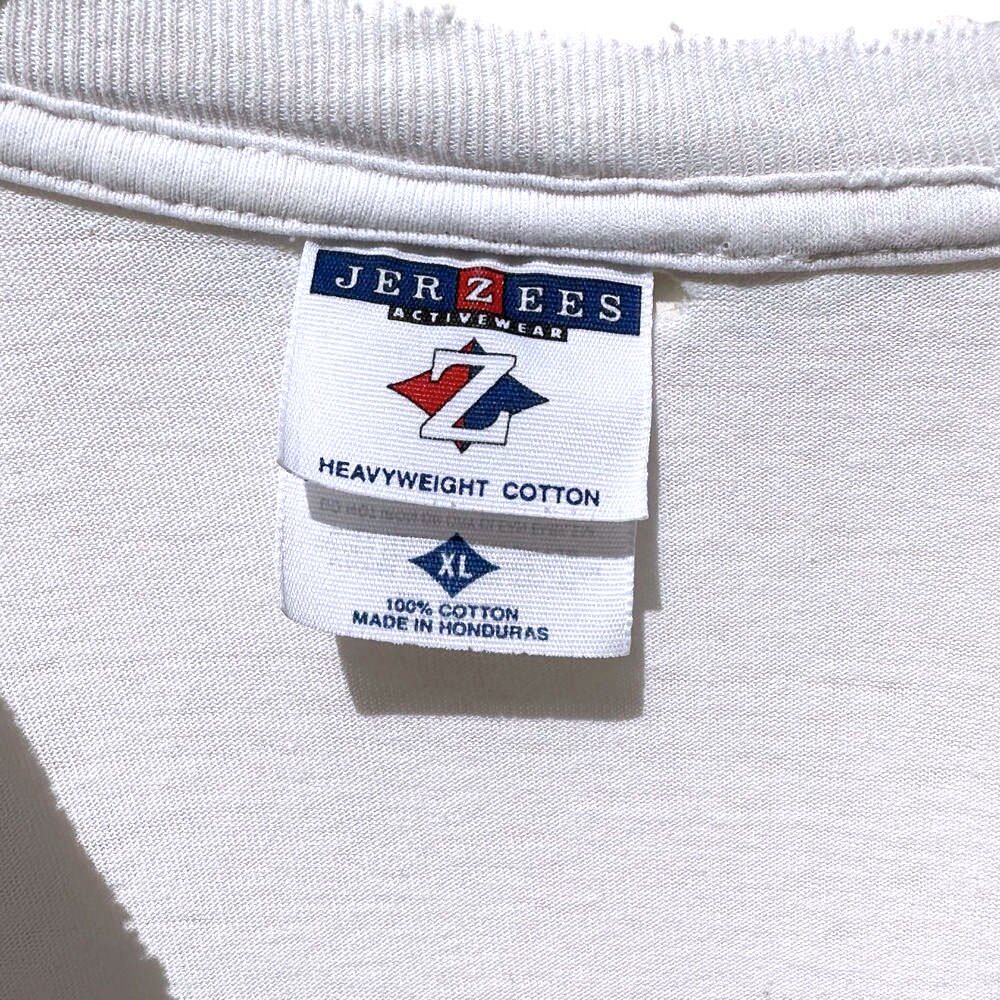 JERZEES
ACTIVEWEAR
Z
HEAVYWEIGHT COTTON
XL
100% COTTON
MADE IN HONDURAS